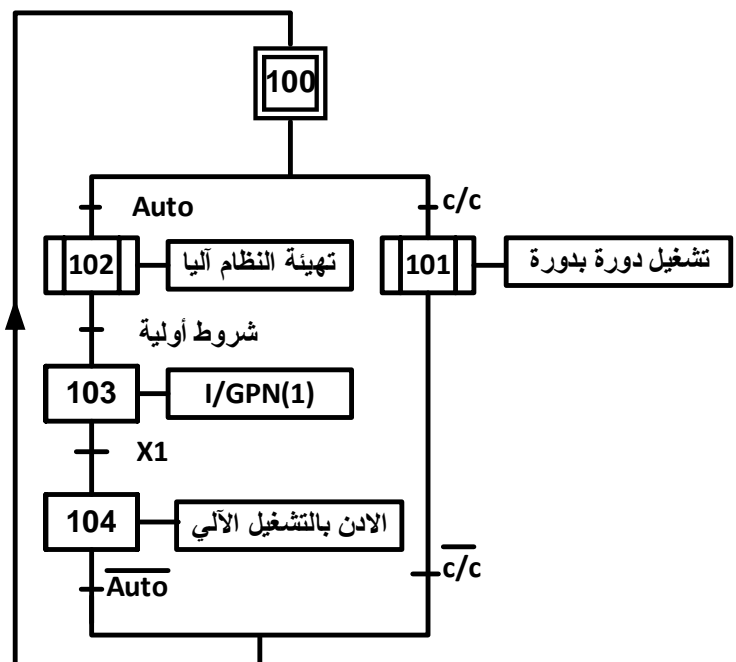 100
Auto
c/c
102
تهيئة النظام آليا
101
تشغيل دورة بدورة
شروط أولية
103
I/GPN(1)
X1
104
الادن بالتشغيل الآلي
A̅u̅t̅o̅
c̅/̅c̅